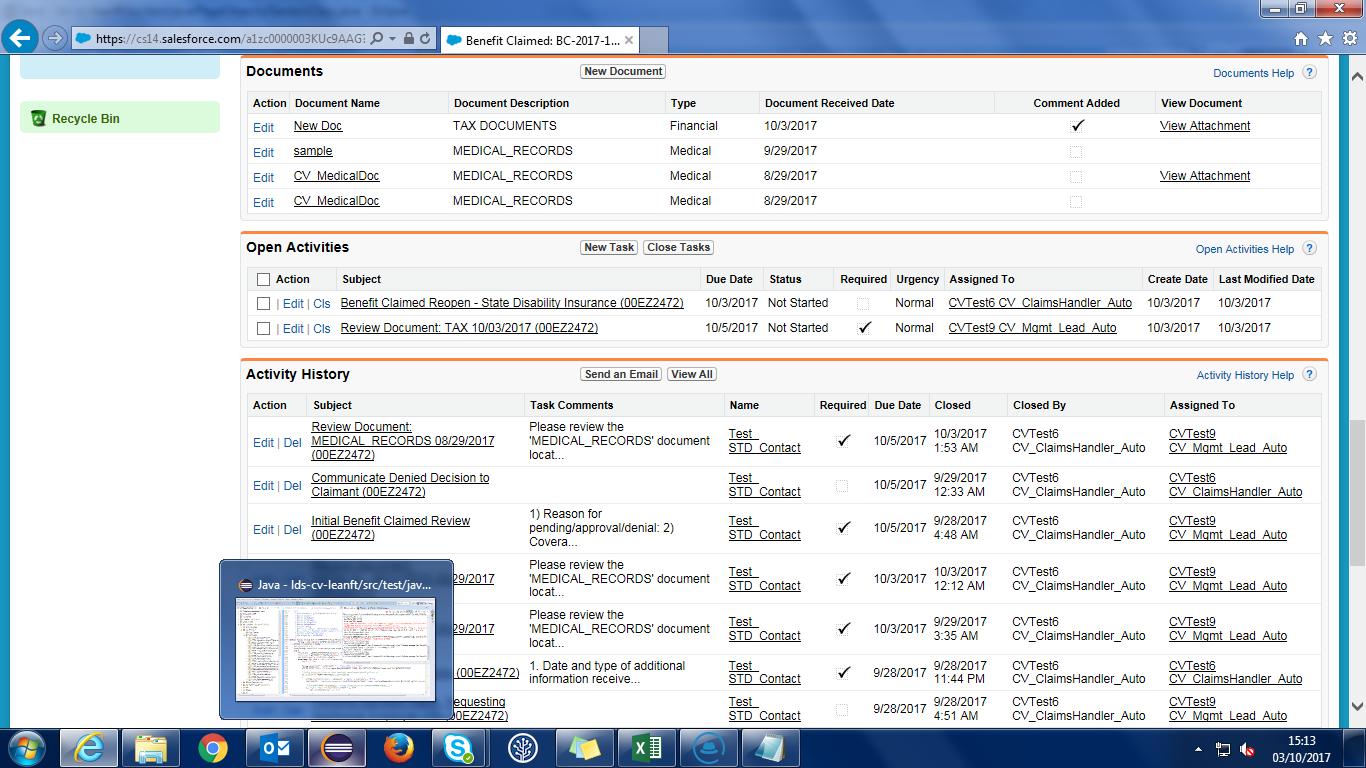 https://cs14.salesforce.com/a1zc0000003KUc9AAG
Benefit Claimed: BC-2017-1...
Recycle Bin
Documents New Document Documents Help ?
Action Document Name Document Description Type Document Received Date Comment Added View Document
Edit New Doc TAX DOCUMENTS Financial 10/3/2017 View Attachment
Edit sample MEDICAL_RECORDS Medical 9/29/2017
Edit CV_MedicalDoc MEDICAL_RECORDS Medical 8/29/2017 View Attachment
Edit CV_MedicalDoc MEDICAL_RECORDS Medical 8/29/2017
Open Activities New Task Close Tasks Open Activities Help ?
Action Subject Due Date Status Required Urgency Assigned To Create Date Last Modified Date
| Edit | Cls Benefit Claimed Reopen - State Disability Insurance (00EZ2472) 10/3/2017 Not Started Normal CVTest6 CV_ClaimsHandler_Auto 10/3/2017 10/3/2017
| Edit | Cls Review Document: TAX 10/03/2017 (00EZ2472) 10/5/2017 Not Started Normal CVTest9 CV_Mgmt_Lead_Auto 10/3/2017 10/3/2017
Activity History Send an Email View All Activity History Help ?
Action Subject Task Comments Name Required Due Date Closed Closed By Assigned To
Review Document: Please review the
Edit | Del MEDICAL_RECORDS 08/29/2017 'MEDICAL_RECORDS' document Test_ 10/5/2017 10/3/2017 CVTest6 CVTest9
(00EZ2472) locat... STD_Contact 1:53 AM CV_ClaimsHandler_Auto CV_Mgmt_Lead_Auto
Edit | Del Communicate Denied Decision to Test_ 10/5/2017 9/29/2017 CVTest6 CVTest6
Claimant (00EZ2472) STD_Contact 12:33 AM CV_ClaimsHandler_Auto CV_ClaimsHandler_Auto
1) Reason for
Edit | Del Initial Benefit Claimed Review pending/approval/denial: 2) Test_ 10/5/2017 9/28/2017 CVTest6 CVTest9
(00EZ2472) Covera... STD_Contact 4:48 AM CV_ClaimsHandler_Auto CV_Mgmt_Lead_Auto
Please review the
29/2017 'MEDICAL_RECORDS' document Test_ 10/3/2017 10/3/2017 CVTest6 CVTest9
locat... STD_Contact 12:12 AM CV_ClaimsHandler_Auto CV_Mgmt_Lead_Auto
Please review the
29/2017 'MEDICAL_RECORDS' document Test_ 10/3/2017 9/29/2017 CVTest6 CVTest9
locat... STD_Contact 3:35 AM CV_ClaimsHandler_Auto CV_Mgmt_Lead_Auto
(00EZ2472) 1. Date and type of additional Test_ 9/28/2017 9/28/2017 CVTest6 CVTest6
information receive... STD_Contact 11:44 PM CV_ClaimsHandler_Auto CV_ClaimsHandler_Auto
Requesting Test_ 9/28/2017 9/28/2017 CVTest6 CVTest9
00EZ2472) STD_Contact 4:51 AM CV_ClaimsHandler_Auto CV_Mgmt_Lead_Auto
Java - lds-cv-leanft/src/test/jav...
15:13
03/10/2017